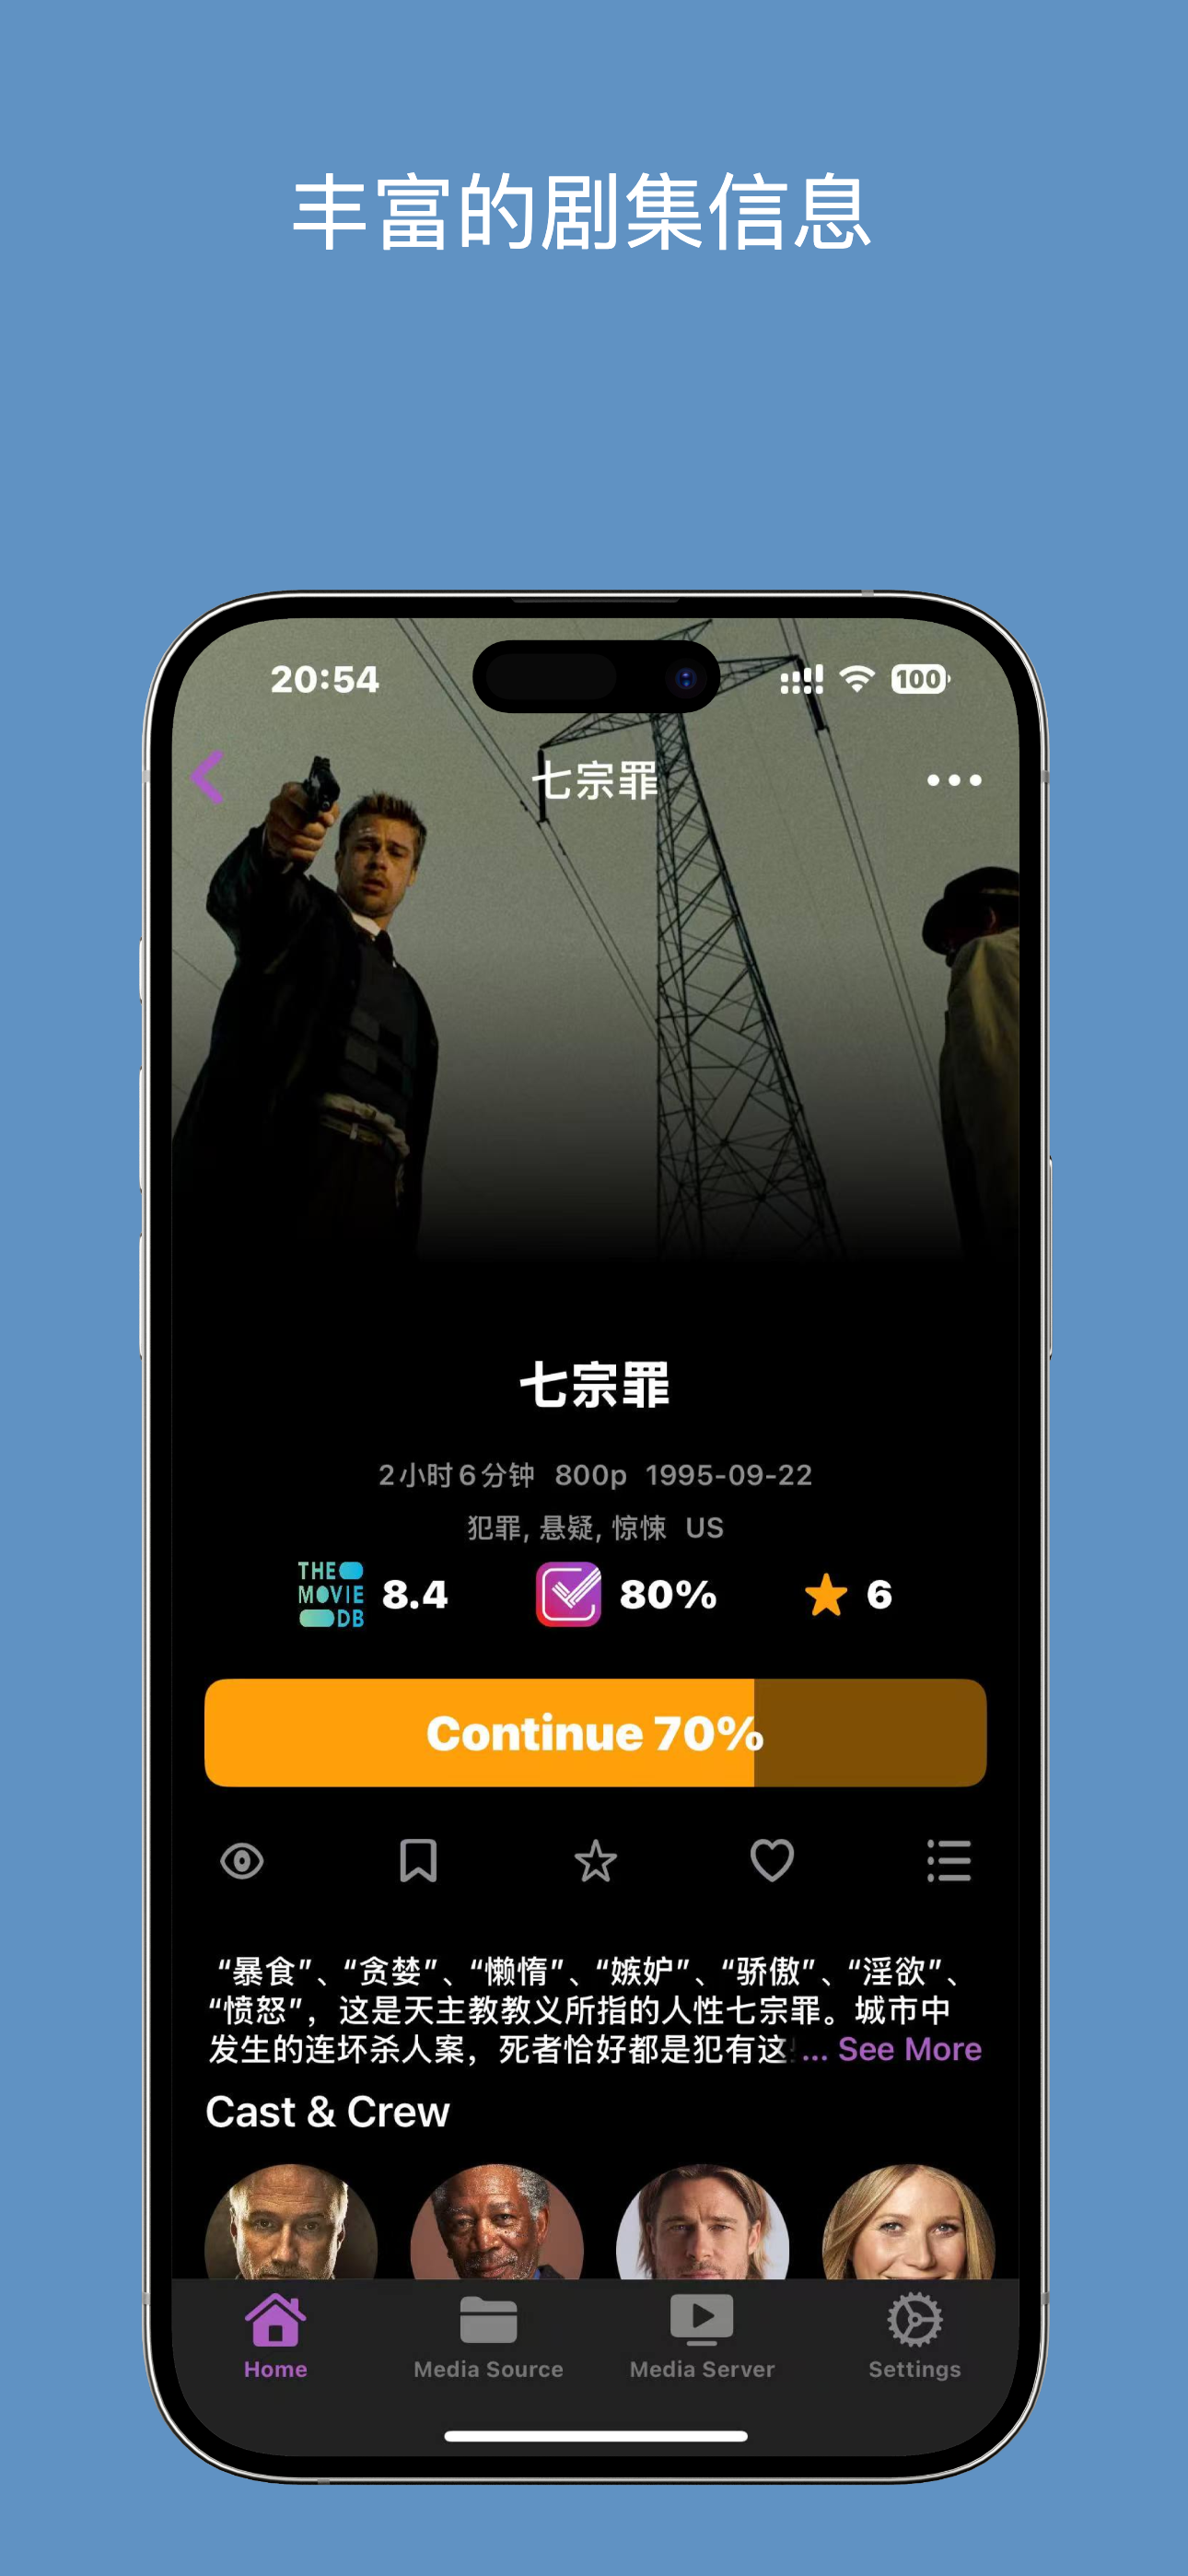 丰富的剧集信息
20:54
100
七宗罪
七宗罪
2小时6分钟 800p 1995-09-22
犯罪, 悬疑, 惊悚 US
THE MOVIE DB 8.4 80% 6
Continue 70%
“暴食”、“贪婪”、“懒惰”、“嫉妒”、“骄傲”、“淫欲”、
“愤怒”，这是天主教教义所指的人性七宗罪。城市中
发生的连环杀人案，死者恰好都是犯有这... See More
Cast & Crew
Home Media Source Media Server Settings